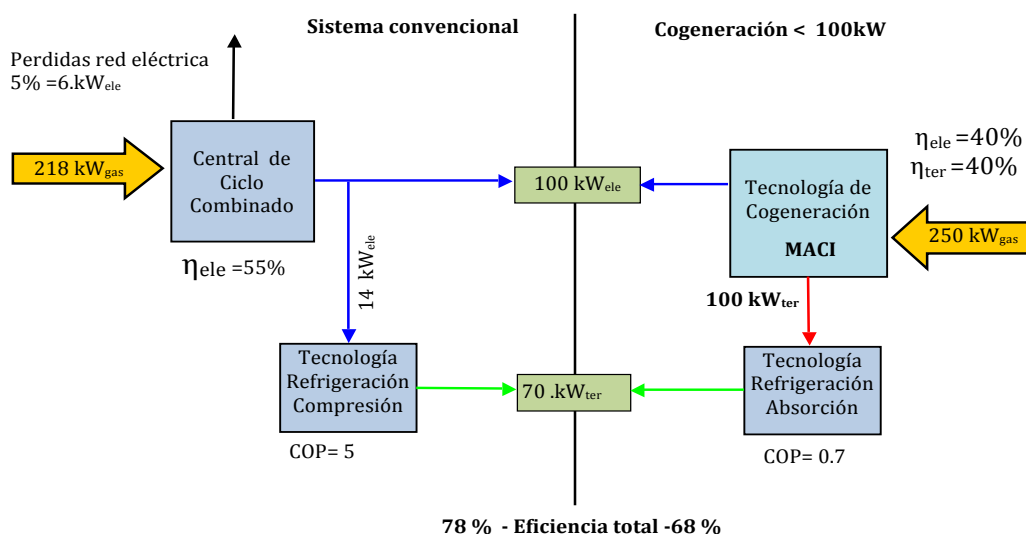 Sistema convencional
Cogeneración < 100kW
Perdidas red eléctrica
5% =6.kWele
218 kWgas
Central de
Ciclo
Combinado
ηele =55%
14 kWele
100 kWele
ηele =40%
ηter =40%
Tecnología de
Cogeneración
MACI
250 kWgas
100 kWter
Tecnología
Refrigeración
Compresión
COP= 5
70 .kWter
Tecnología
Refrigeración
Absorción
COP= 0.7
78 % - Eficiencia total -68 %